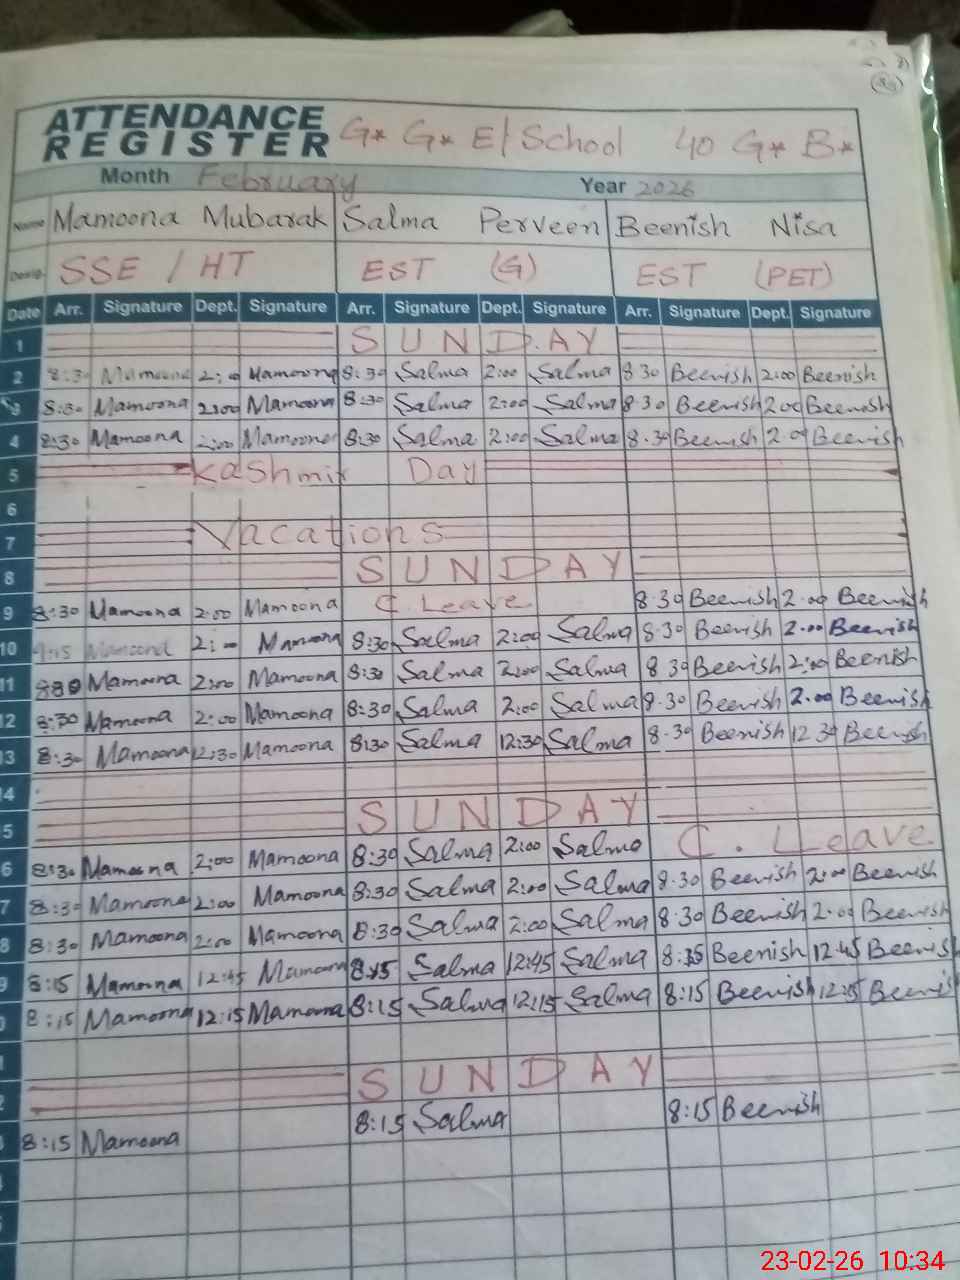 ATTENDANCE REGISTER G* G* E/School 40 G* B*
Month February Year 2026
Name Mamoona Mubarak Salma Perveen Beenish Nisa
Desig. SSE / HT EST (G) EST (PET)
Date Arr. Signature Dept. Signature Arr. Signature Dept. Signature Arr. Signature Dept. Signature
1 SUNDAY
2 8:30 Mamoona 2:00 Mamoona 8:30 Salma 2:00 Salma 8 30 Beenish 2:00 Beenish
3 8:30 Mamoona 2:00 Mamoona 8:30 Salma 2:00 Salma 8.30 Beenish 2.00 Beenish
4 8:30 Mamoona 2:00 Mamoona 8:30 Salma 2:00 Salma 8.30 Beenish 2.00 Beenish
5 Kashmir Day
6
7 Vacations
8 SUNDAY
9 8:30 Mamoona 2:00 Mamoona C. Leave 8.30 Beenish 2.00 Beenish
10 Mamoona 2:00 Mamoona 8:30 Salma 2:00 Salma 8.30 Beenish 2.00 Beenish
11 Mamoona 2:00 Mamoona 8:30 Salma 2:00 Salma 8 30 Beenish 2:00 Beenish
12 8:30 Mamoona 2:00 Mamoona 8:30 Salma 2:00 Salma 8.30 Beenish 2.00 Beenish
13 8:30 Mamoona 12:30 Mamoona 8:30 Salma 12:30 Salma 8.30 Beenish 12 30 Beenish
4
5 SUNDAY
6 8:30 Mamoona 2:00 Mamoona 8:30 Salma 2:00 Salma C. Leave
7 8:30 Mamoona 2:00 Mamoona 8:30 Salma 2:00 Salma 8.30 Beenish 2:00 Beenish
8 8:30 Mamoona 2:00 Mamoona 8:30 Salma 2:00 Salma 8 30 Beenish 2.00 Beenish
9 8:15 Mamoona 12:45 Mamoona 8:15 Salma 12:45 Salma Beenish 12:45 Beenish
8:15 Mamoona 12:15 Mamoona 8:15 Salma 12:15 Salma 8:15 Beenish 12:15 Beenish
SUNDAY
8:15 Mamoona 8:15 Salma 8:15 Beenish
23-02-26 10:34